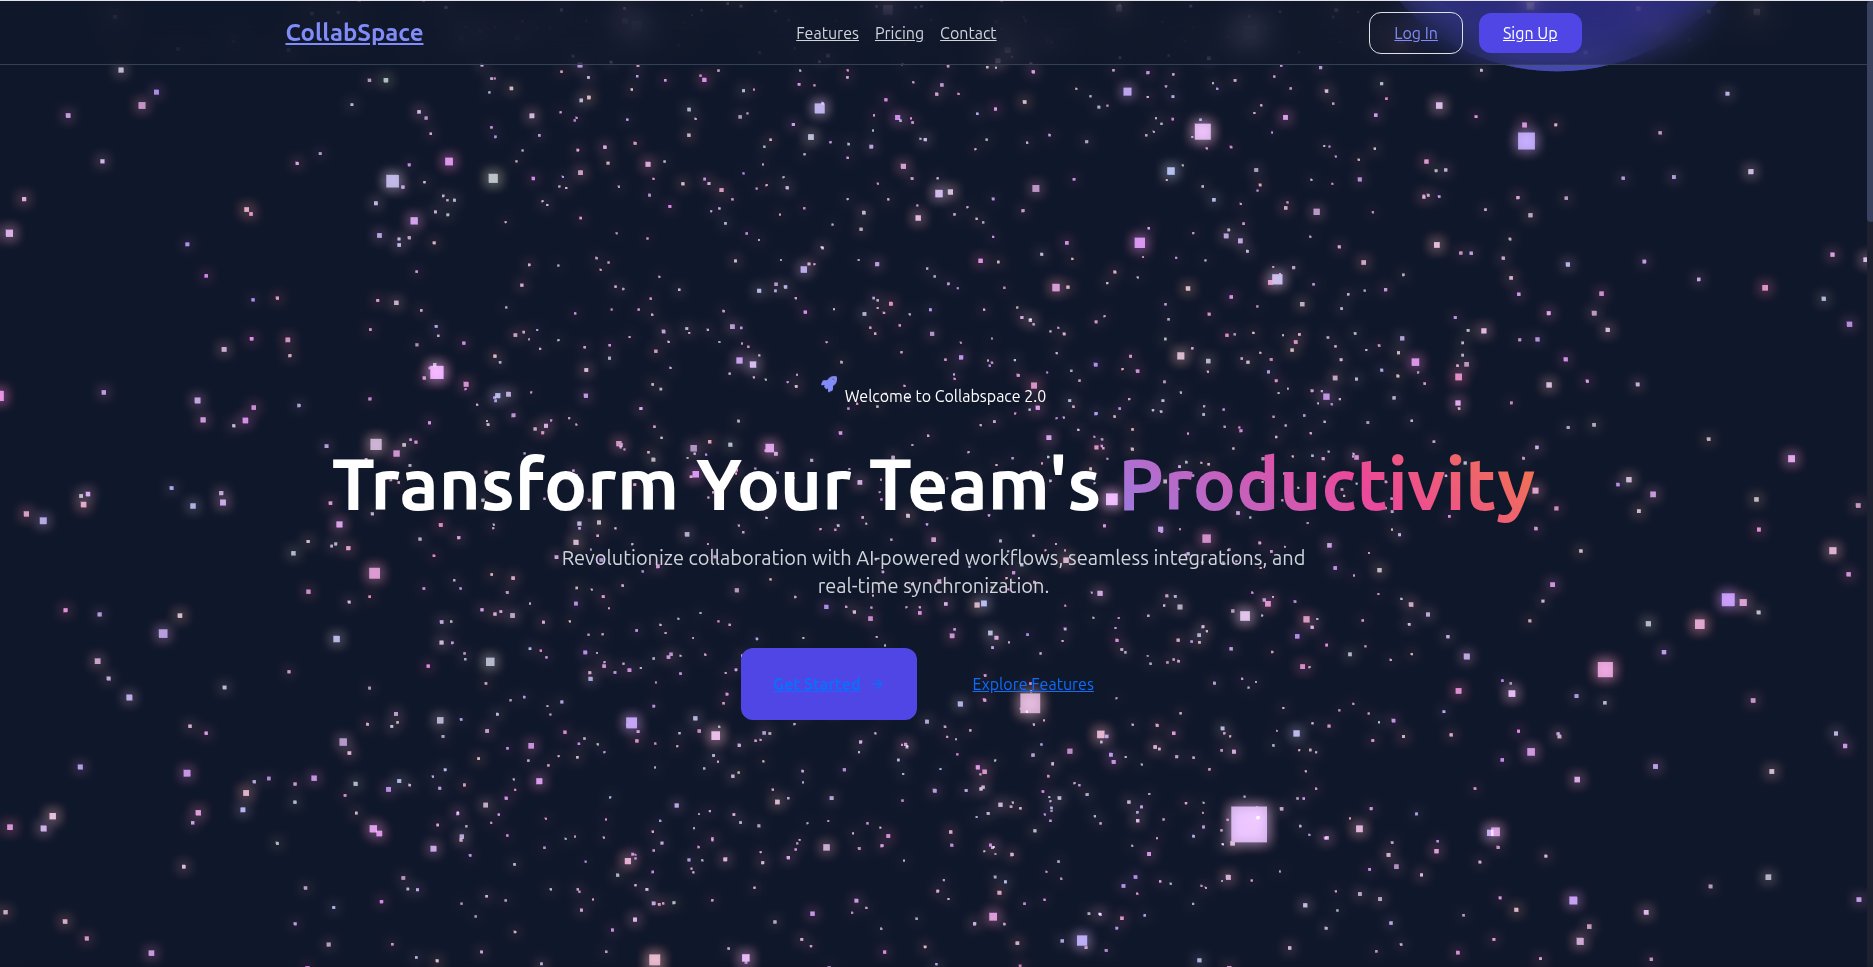 CollabSpace
Features Pricing Contact
Log In
Sign Up
Welcome to Collabspace 2.0
Transform Your Team's Productivity
Revolutionize collaboration with AI-powered workflows, seamless integrations, and
real-time synchronization.
Get Started →
Explore Features